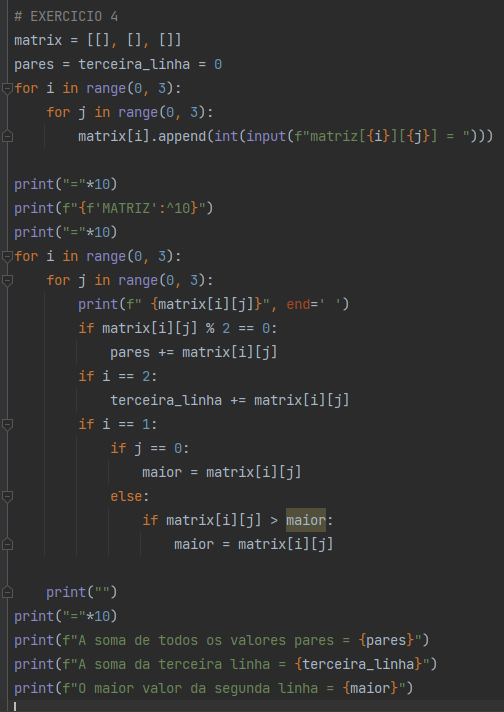 # EXERCICIO 4
matrix = [[], [], []]
pares = terceira_linha = 0
for i in range(0, 3):
    for j in range(0, 3):
        matrix[i].append(int(input(f"matriz[{i}][{j}] = ")))

print("="*10)
print(f"{f'MATRIZ':^10}")
print("="*10)
for i in range(0, 3):
    for j in range(0, 3):
        print(f" {matrix[i][j]}", end=' ')
        if matrix[i][j] % 2 == 0:
            pares += matrix[i][j]
        if i == 2:
            terceira_linha += matrix[i][j]
        if i == 1:
            if j == 0:
                maior = matrix[i][j]
            else:
                if matrix[i][j] > maior:
                    maior = matrix[i][j]

    print("")
print("="*10)
print(f"A soma de todos os valores pares = {pares}")
print(f"A soma da terceira linha = {terceira_linha}")
print(f"O maior valor da segunda linha = {maior}")